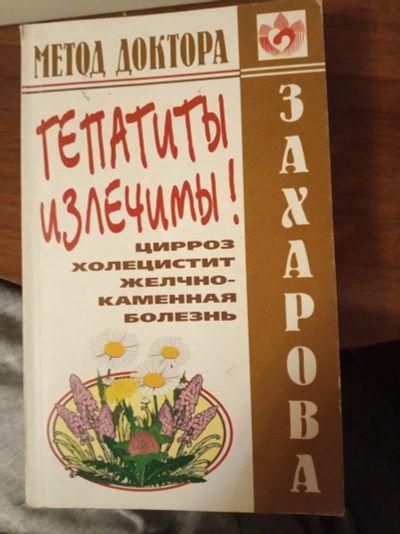 МЕТОД ДОКТОРА
ЗАХАРОВА
ГЕПАТИТЫ
ИЗЛЕЧИМЫ!
ЦИРРОЗ
ХОЛЕЦИСТИТ
ЖЕЛЧНО-
КАМЕННАЯ
БОЛЕЗНЬ